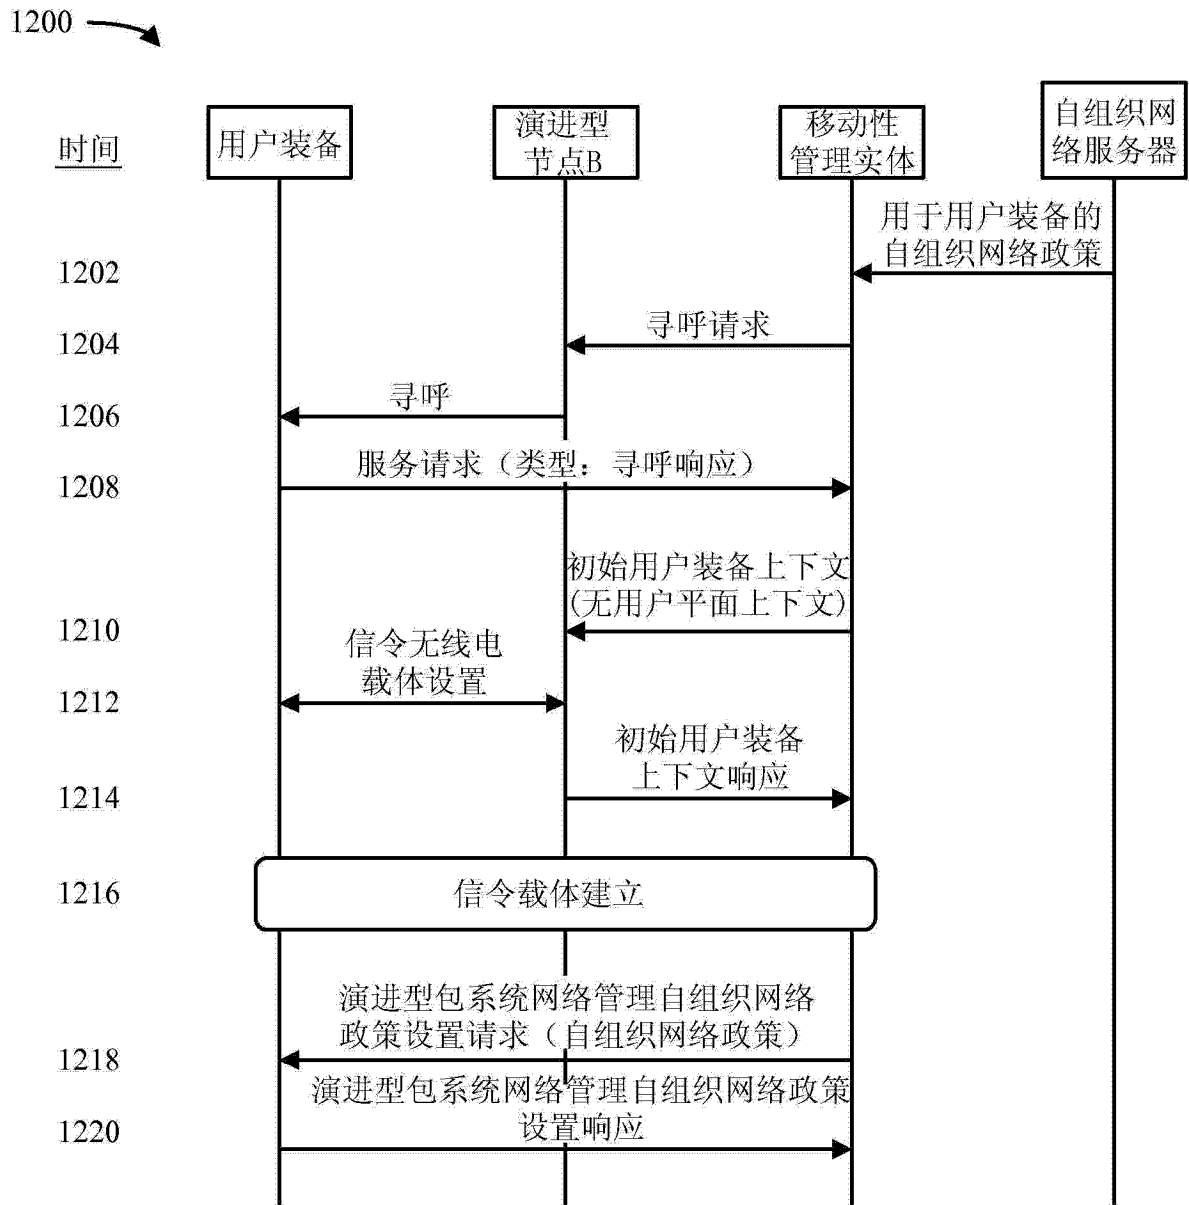 1200
时间
用户装备
演进型
节点B
移动性
管理实体
自组织网
络服务器
用于用户装备的
自组织网络政策
1202
寻呼请求
1204
寻呼
1206
服务请求（类型：寻呼响应）
1208
初始用户装备上下文
(无用户平面上下文)
1210
信令无线电
载体设置
1212
初始用户装备
上下文响应
1214
信令载体建立
1216
演进型包系统网络管理自组织网络
政策设置请求（自组织网络政策）
1218
演进型包系统网络管理自组织网络政策
设置响应
1220